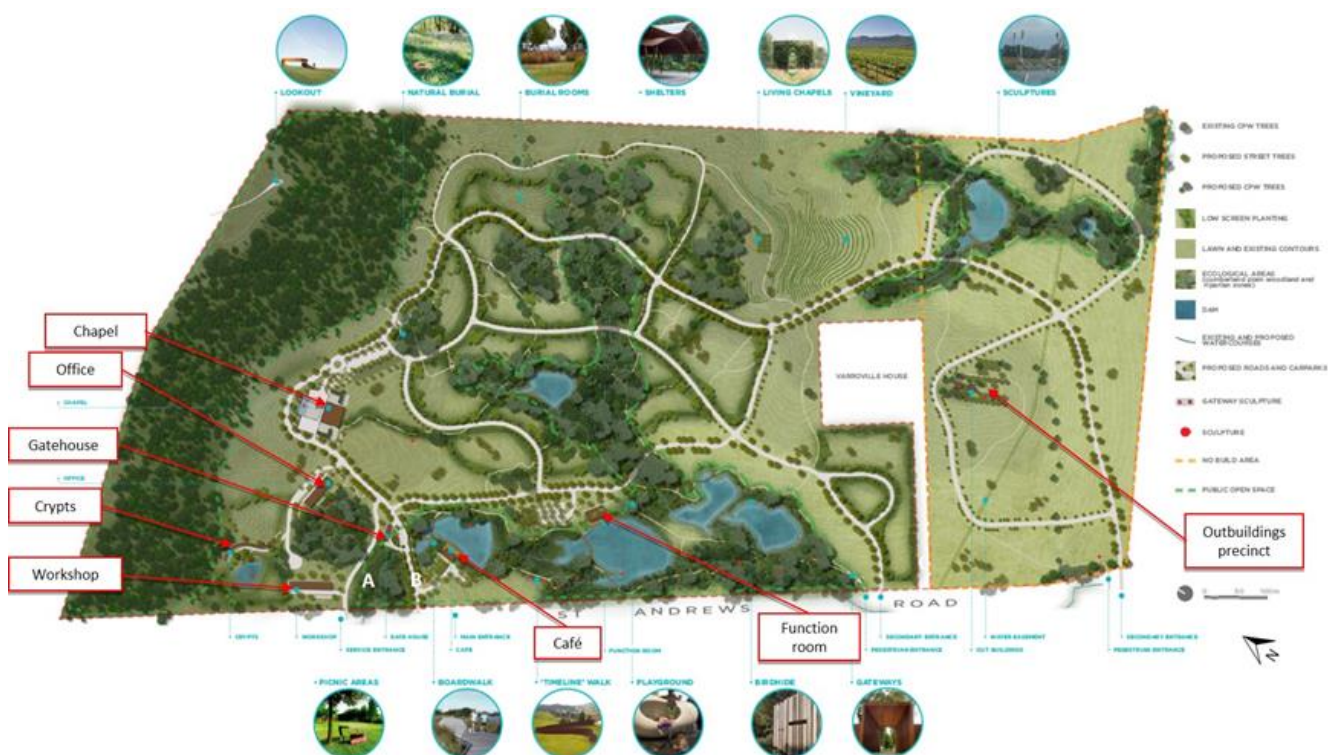 LOOKOUT
NATURAL BURIAL
BURIAL ROOMS
SHELTERS
LIVING CHAPELS
VINEYARD
SCULPTURES
EXISTING CPW TREES
PROPOSED STREET TREES
PROPOSED CPW TREES
LOW SCREEN PLANTING
LAWN AND EXISTING CONTOURS
ECOLOGICAL AREAS
DAM
EXISTING AND PROPOSED
WATERCOURSES
PROPOSED ROADS AND CARPARKS
GATEWAY SCULPTURE
SCULPTURE
NO BUILD AREA
PUBLIC OPEN SPACE
Chapel
Office
CHAPEL
Gatehouse
OFFICE
Crypts
Workshop
VARROVILLE HOUSE
Outbuildings
precinct
A
B
ST ANDREWS ROAD
Café
Function
room
N
CRYPTS
WORKSHOP
SERVICE ENTRANCE
GATE HOUSE
MAIN ENTRANCE
CAFE
FUNCTION ROOM
SECONDARY ENTRANCE
PEDESTRIAN ENTRANCE
WATER EASEMENT
OUT BUILDINGS
SECONDARY ENTRANCE
PEDESTRIAN ENTRANCE
PICNIC AREAS
BOARDWALK
"TIMELINE" WALK
PLAYGROUND
BIRDHIDE
GATEWAYS